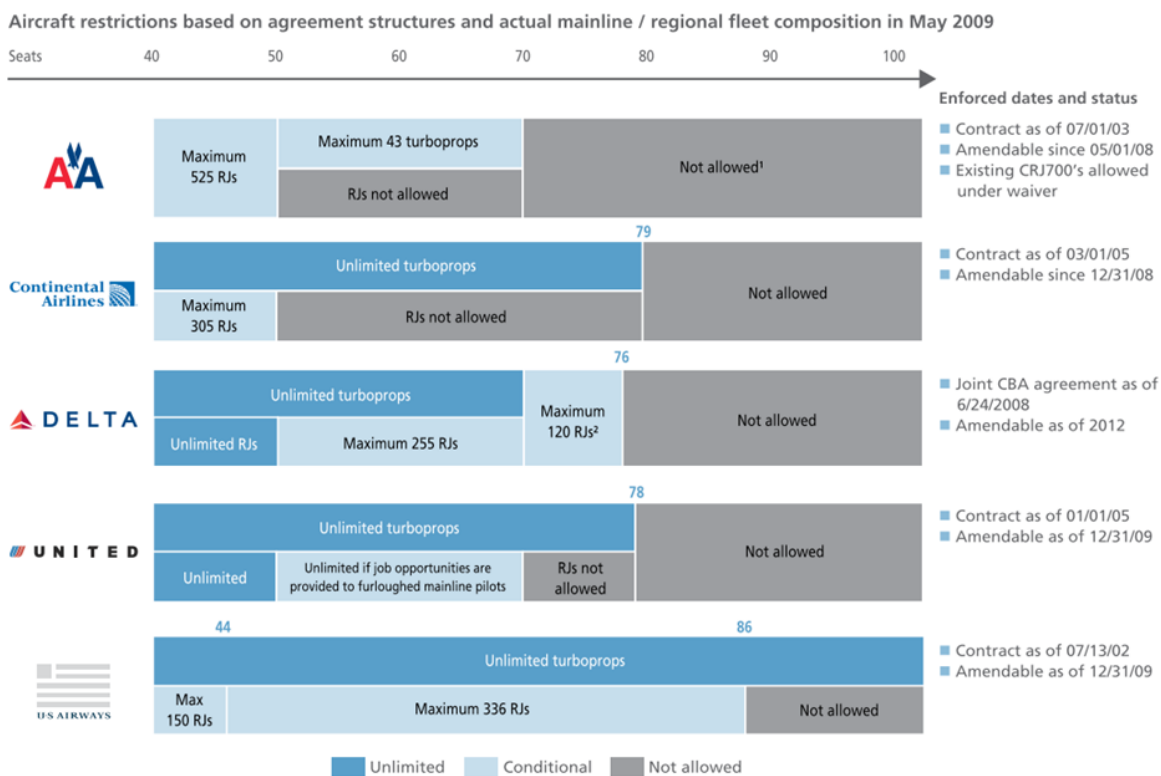 Aircraft restrictions based on agreement structures and actual mainline / regional fleet composition in May 2009
Seats 40 50 60 70 80 90 100
Enforced dates and status
AA
Maximum
525 RJs
Maximum 43 turboprops
RJs not allowed
Not allowed¹
Contract as of 07/01/03
Amendable since 05/01/08
Existing CRJ700's allowed
under waiver
79
Continental
Airlines
Unlimited turboprops
Maximum
305 RJs
RJs not allowed
Not allowed
Contract as of 03/01/05
Amendable since 12/31/08
76
DELTA
Unlimited turboprops
Unlimited RJs
Maximum 255 RJs
Maximum
120 RJs²
Not allowed
Joint CBA agreement as of
6/24/2008
Amendable as of 2012
78
UNITED
Unlimited turboprops
Unlimited
Unlimited if job opportunities are
provided to furloughed mainline pilots
RJs not
allowed
Not allowed
Contract as of 01/01/05
Amendable as of 12/31/09
44 86
U·S AIRWAYS
Unlimited turboprops
Max
150 RJs
Maximum 336 RJs
Not allowed
Contract as of 07/13/02
Amendable as of 12/31/09
Unlimited Conditional Not allowed